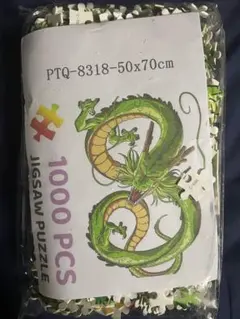 PTQ-8318-50x70cm
1000 PCS
JIGSAW PUZZLE